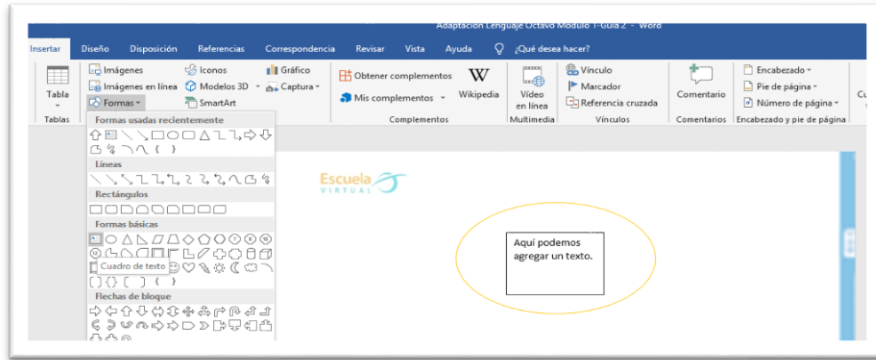 Adaptación Lenguaje Octavo Modulo 1-Guia 2 - Word
Insertar Diseño Disposición Referencias Correspondencia Revisar Vista Ayuda ¿Qué desea hacer?
Imágenes Iconos Gráfico Obtener complementos Vínculo Encabezado
Imágenes en línea Modelos 3D Captura Marcador Pie de página
Tabla Formas SmartArt Mis complementos Wikipedia Vídeo en línea Referencia cruzada Comentario Número de página
Tablas Complementos Multimedia Vínculos Comentarios Encabezado y pie de página
Formas usadas recientemente
Líneas
Rectángulos
Formas básicas
Cuadro de texto
Flechas de bloque
Escuela
VIRTUAL
Aquí podemos
agregar un texto.